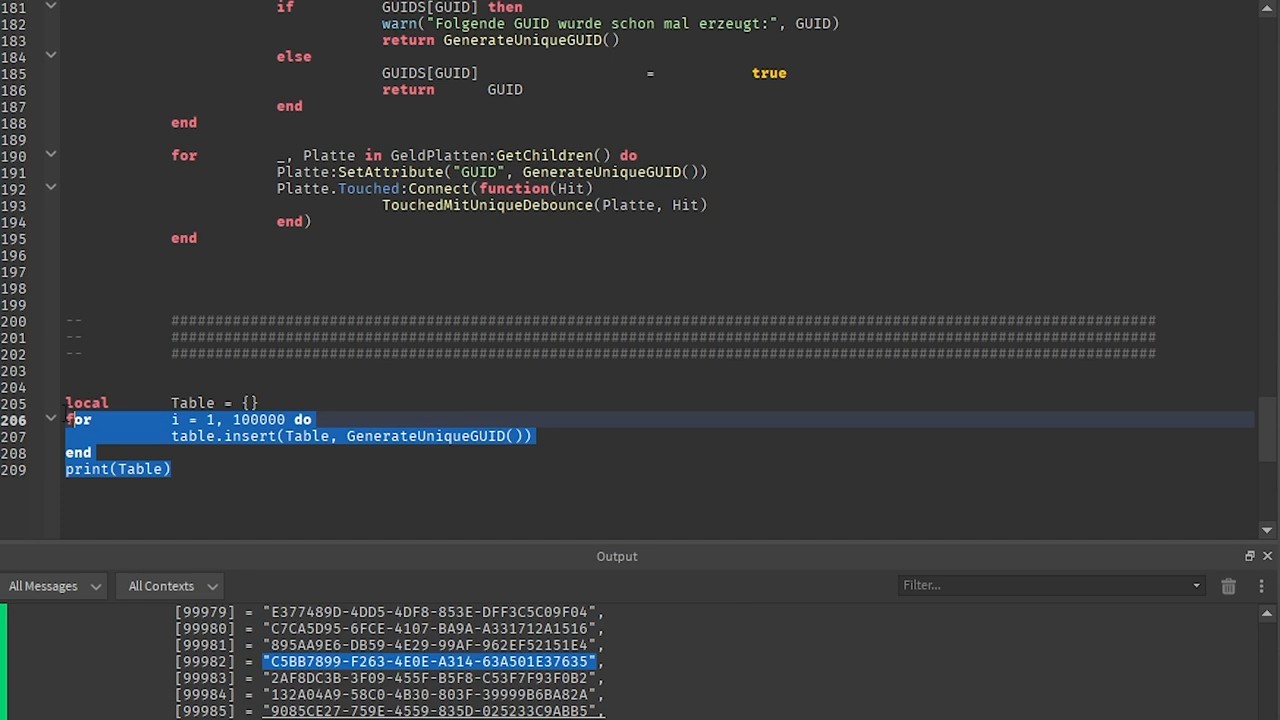 181 if GUIDS[GUID] then
182 warn("Folgende GUID wurde schon mal erzeugt:", GUID)
183 return GenerateUniqueGUID()
184 else
185 GUIDS[GUID] = true
186 return GUID
187 end
188 end
189
190 for _, Platte in GeldPlatten:GetChildren() do
191 Platte:SetAttribute("GUID", GenerateUniqueGUID())
192 Platte.Touched:Connect(function(Hit)
193 TouchedMitUniqueDebounce(Platte, Hit)
194 end)
195 end
196
197
198
199
200 -- ################################################################################################################
201 -- ################################################################################################################
202 -- ################################################################################################################
203
204
205 local Table = {}
206 for i = 1, 100000 do
207 table.insert(Table, GenerateUniqueGUID())
208 end
209 print(Table)
Output
All Messages All Contexts Filter...
[99979] = "E377489D-4DD5-4DF8-853E-DFF3C5C09F04",
[99980] = "C7CA5D95-6FCE-4107-BA9A-A331712A1516",
[99981] = "895AA9E6-DB59-4E29-99AF-962EF52151E4",
[99982] = "C5BB7899-F263-4E0E-A314-63A501E37635",
[99983] = "2AF8DC3B-3F09-455F-B5F8-C53F7F93F0B2",
[99984] = "132A04A9-58C0-4B30-803F-39999B6BA82A",
[99985] = "9085CE27-759E-4559-835D-025233C9ABB5",